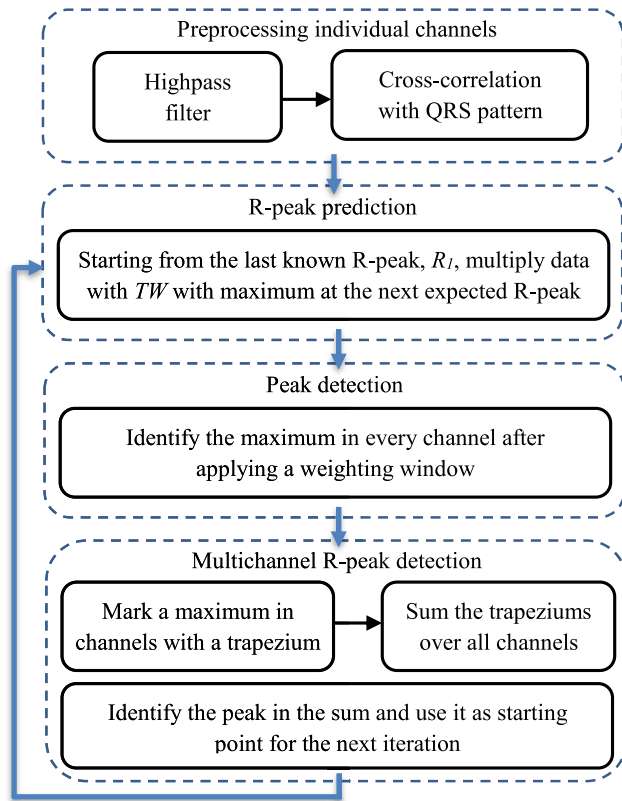 Preprocessing individual channels
Highpass
filter
Cross-correlation
with QRS pattern
R-peak prediction
Starting from the last known R-peak, R₁, multiply data
with TW with maximum at the next expected R-peak
Peak detection
Identify the maximum in every channel after
applying a weighting window
Multichannel R-peak detection
Mark a maximum in
channels with a trapezium
Sum the trapeziums
over all channels
Identify the peak in the sum and use it as starting
point for the next iteration